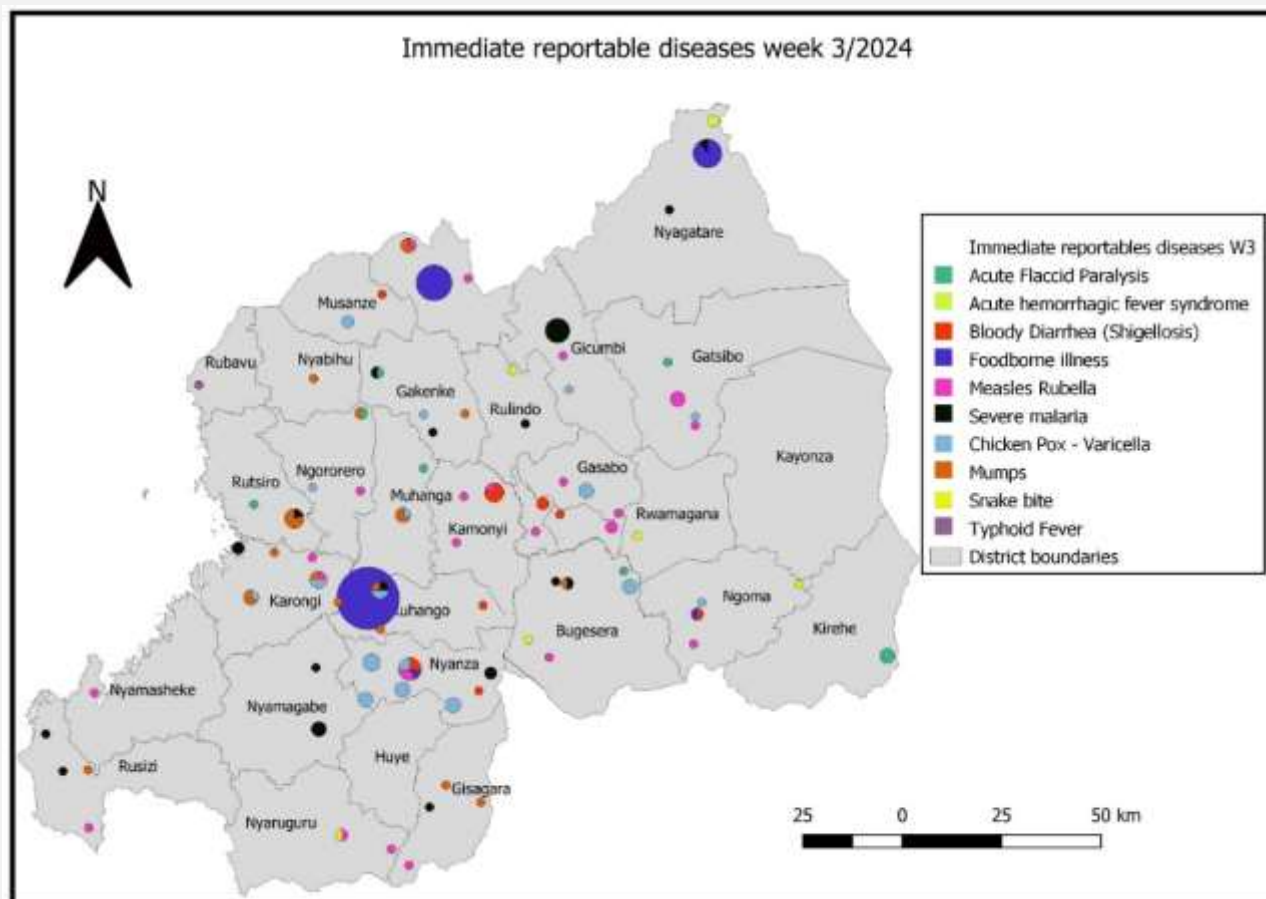 Immediate reportable diseases week 3/2024
N
Nyagatare
Musanze
Rubavu
Nyabihu
Gicumbi
Gatsibo
Gakenke
Rulindo
Kayonza
Rutsiro
Ngororero
Muhanga
Gasabo
Kamonyi
Rwamagana
Karongi
uhango
Bugesera
Ngoma
Kirehe
Nyanza
Nyamasheke
Nyamagabe
Huye
Rusizi
Gisagara
Nyaruguru
Immediate reportables diseases W3
Acute Flaccid Paralysis
Acute hemorrhagic fever syndrome
Bloody Diarrhea (Shigellosis)
Foodborne illness
Measles Rubella
Severe malaria
Chicken Pox - Varicella
Mumps
Snake bite
Typhoid Fever
District boundaries
25 0 25 50 km